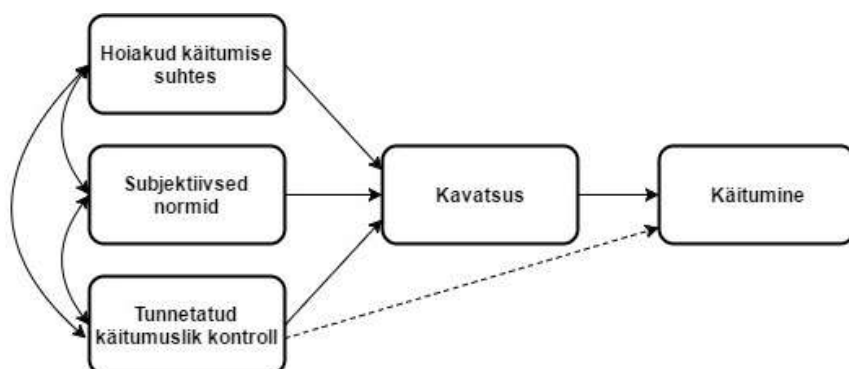 Hoiakud käitumise
suhtes
Subjektiivsed
normid
Kavatsus
Käitumine
Tunnetatud
käitumuslik kontroll